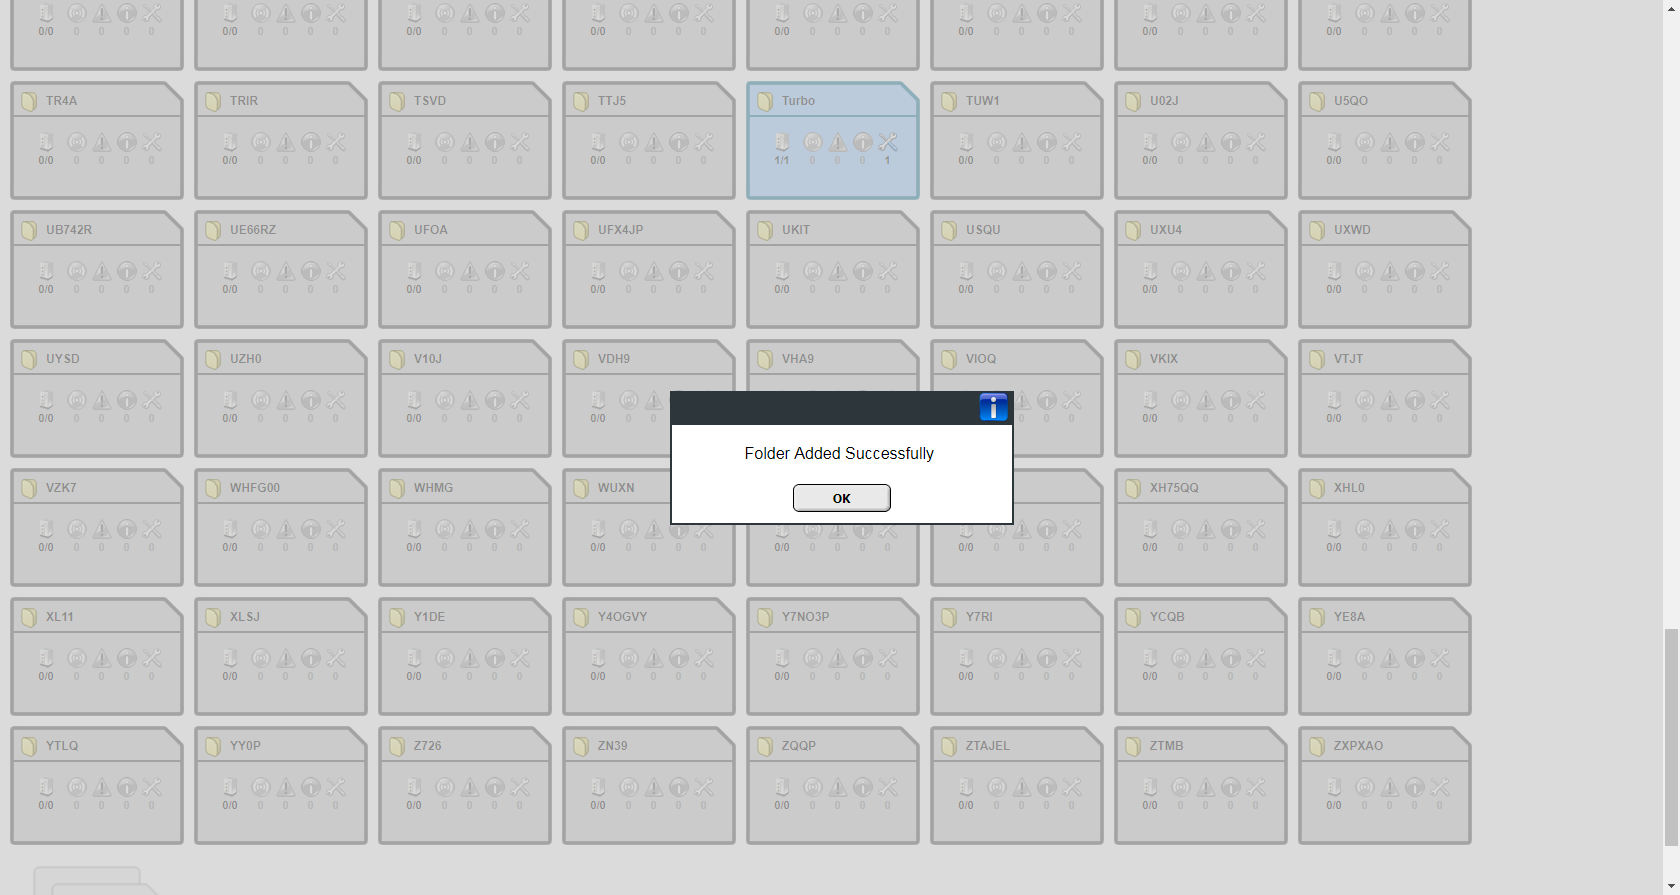 0/0 0 0 0 0 0/0 0 0 0 0 0/0 0 0 0 0 0/0 0 0 0 0 0/0 0 0 0 0 0/0 0 0 0 0 0/0 0 0 0 0 0/0 0 0 0 0
TR4A TRIR TSVD TTJ5 Turbo TUW1 U02J U5QO
0/0 0 0 0 0 0/0 0 0 0 0 0/0 0 0 0 0 0/0 0 0 0 0 1/1 0 0 0 1 0/0 0 0 0 0 0/0 0 0 0 0 0/0 0 0 0 0
UB742R UE66RZ UFOA UFX4JP UKIT USQU UXU4 UXWD
0/0 0 0 0 0 0/0 0 0 0 0 0/0 0 0 0 0 0/0 0 0 0 0 0/0 0 0 0 0 0/0 0 0 0 0 0/0 0 0 0 0 0/0 0 0 0 0
UYSD UZH0 V10J VDH9 VHA9 VIOQ VKIX VTJT
0/0 0 0 0 0 0/0 0 0 0 0 0/0 0 0 0 0 0/0 0 0 0 0 0 0/0 0 0 0 0 0/0 0 0 0 0
Folder Added Successfully
OK
VZK7 WHFG00 WHMG WUXN XH75QQ XHL0
0/0 0 0 0 0 0/0 0 0 0 0 0/0 0 0 0 0 0/0 0 0 0 0 0/0 0 0 0 0 0/0 0 0 0 0 0/0 0 0 0 0 0/0 0 0 0 0
XL11 XLSJ Y1DE Y4OGVY Y7NO3P Y7RI YCQB YE8A
0/0 0 0 0 0 0/0 0 0 0 0 0/0 0 0 0 0 0/0 0 0 0 0 0/0 0 0 0 0 0/0 0 0 0 0 0/0 0 0 0 0 0/0 0 0 0 0
YTLQ YY0P Z726 ZN39 ZQQP ZTAJEL ZTMB ZXPXAO
0/0 0 0 0 0 0/0 0 0 0 0 0/0 0 0 0 0 0/0 0 0 0 0 0/0 0 0 0 0 0/0 0 0 0 0 0/0 0 0 0 0 0/0 0 0 0 0